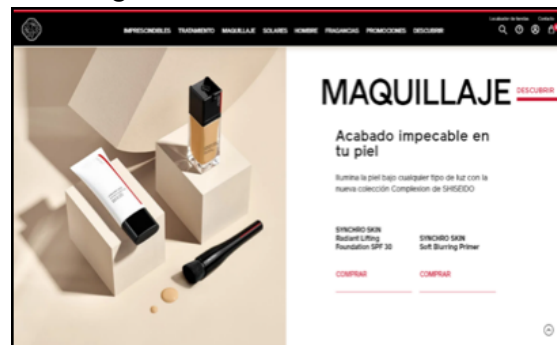 Localizador de tiendas Contacto
IMPRESCINDIBLES TRATAMIENTO MAQUILLAJE SOLARES HOMBRE FRAGANCIAS PROMOCIONES DESCUBRIR
MAQUILLAJE DESCUBRIR
Acabado impecable en
tu piel
Ilumina la piel bajo cualquier tipo de luz con la
nueva colección Complexion de SHISEIDO
SYNCHRO SKIN
Radiant Lifting
Foundation SPF 30
COMPRAR
SYNCHRO SKIN
Soft Blurring Primer
COMPRAR